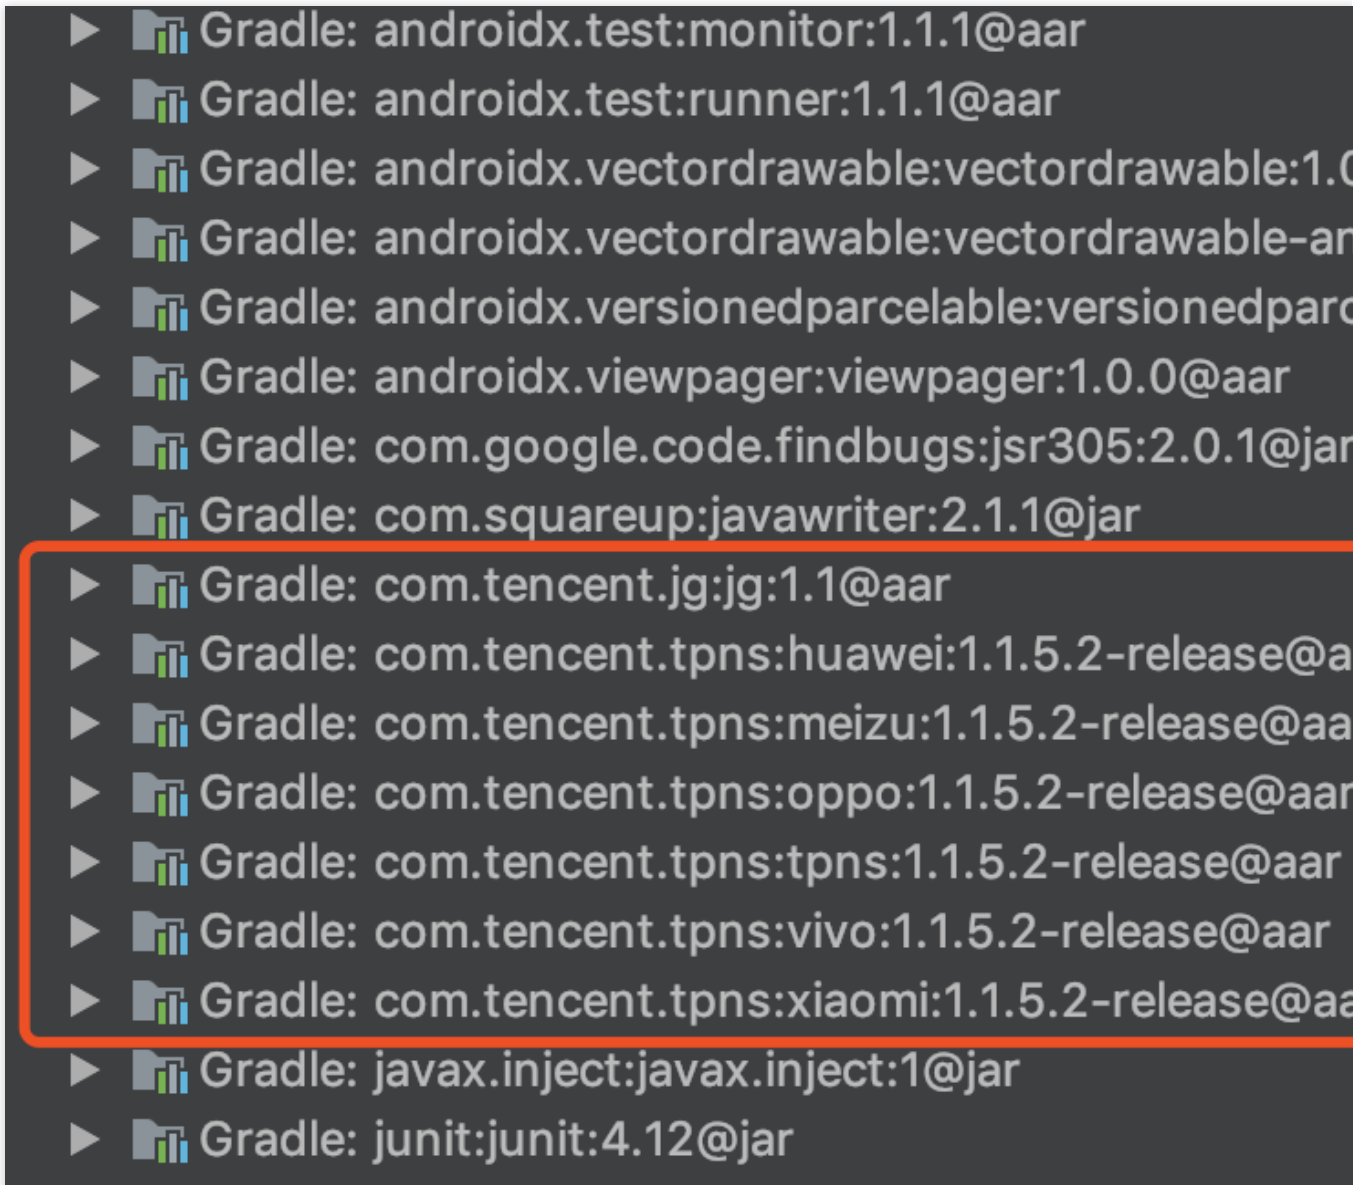 Gradle: androidx.test:monitor:1.1.1@aar
Gradle: androidx.test:runner:1.1.1@aar
Gradle: androidx.vectordrawable:vectordrawable:1.0
Gradle: androidx.vectordrawable:vectordrawable-an
Gradle: androidx.versionedparcelable:versionedparc
Gradle: androidx.viewpager:viewpager:1.0.0@aar
Gradle: com.google.code.findbugs:jsr305:2.0.1@jar
Gradle: com.squareup:javawriter:2.1.1@jar
Gradle: com.tencent.jg:jg:1.1@aar
Gradle: com.tencent.tpns:huawei:1.1.5.2-release@a
Gradle: com.tencent.tpns:meizu:1.1.5.2-release@aa
Gradle: com.tencent.tpns:oppo:1.1.5.2-release@aar
Gradle: com.tencent.tpns:tpns:1.1.5.2-release@aar
Gradle: com.tencent.tpns:vivo:1.1.5.2-release@aar
Gradle: com.tencent.tpns:xiaomi:1.1.5.2-release@aa
Gradle: javax.inject:javax.inject:1@jar
Gradle: junit:junit:4.12@jar